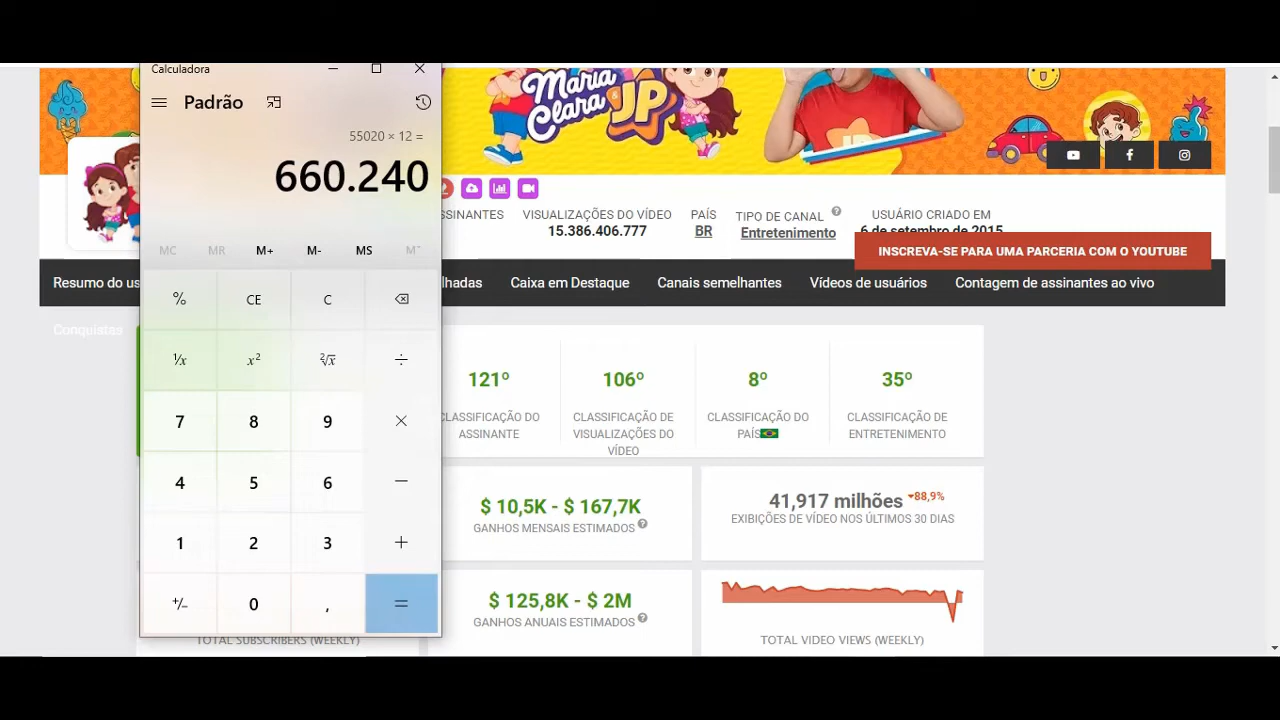 Calculadora
Padrão
55020 × 12 =
660.240
MC MR M+ M- MS M˅
% CE C
⅟x x² ²√x ÷
7 8 9 ×
4 5 6 −
1 2 3 +
+/− 0 , =
Maria
Clara & JP
VISUALIZAÇÕES DO VÍDEO
15.386.406.777
PAÍS
BR
TIPO DE CANAL
Entretenimento
USUÁRIO CRIADO EM
6 de setembro de 2015
INSCREVA-SE PARA UMA PARCERIA COM O YOUTUBE
Resumo do us
lhadas Caixa em Destaque Canais semelhantes Vídeos de usuários Contagem de assinantes ao vivo
Conquistas
121º
CLASSIFICAÇÃO DO
ASSINANTE
106º
CLASSIFICAÇÃO DE
VISUALIZAÇÕES DO
VÍDEO
8º
CLASSIFICAÇÃO DO
PAÍS
35º
CLASSIFICAÇÃO DE
ENTRETENIMENTO
$ 10,5K - $ 167,7K
GANHOS MENSAIS ESTIMADOS
41,917 milhões 88,9%
EXIBIÇÕES DE VÍDEO NOS ÚLTIMOS 30 DIAS
$ 125,8K - $ 2M
GANHOS ANUAIS ESTIMADOS
TOTAL SUBSCRIBERS (WEEKLY)
TOTAL VIDEO VIEWS (WEEKLY)